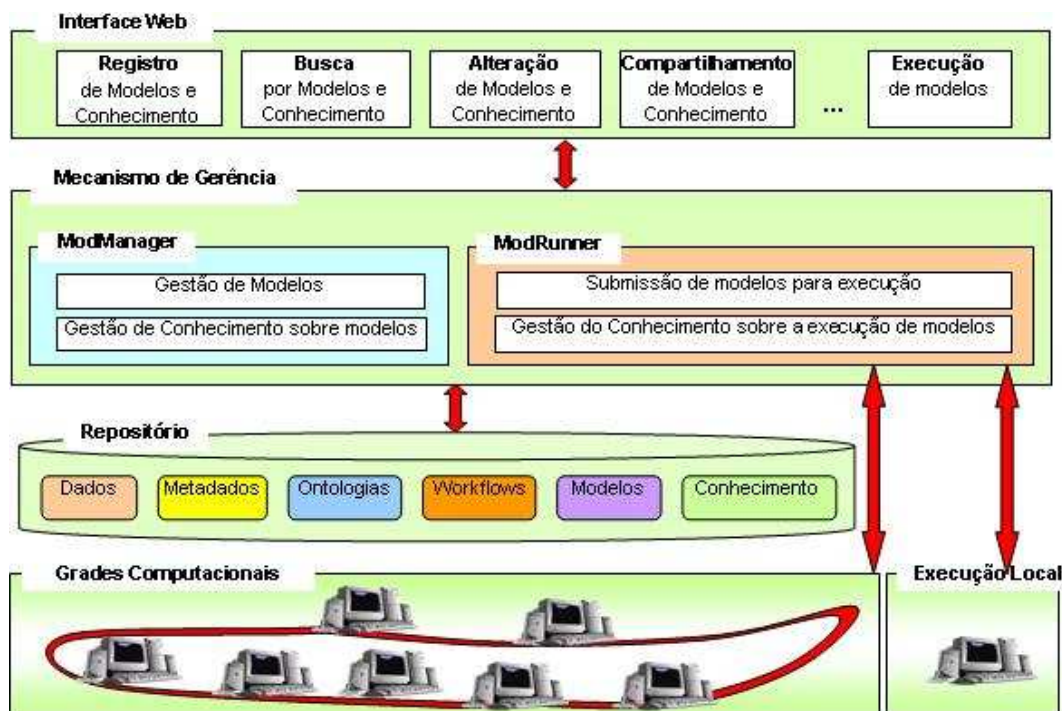 Interface Web
Registro
de Modelos e
Conhecimento
Busca
por Modelos e
Conhecimento
Alteração
de Modelos e
Conhecimento
Compartilhamento
de Modelos e
Conhecimento
...
Execução
de modelos
Mecanismo de Gerência
ModManager
Gestão de Modelos
Gestão de Conhecimento sobre modelos
ModRunner
Submissão de modelos para execução
Gestão do Conhecimento sobre a execução de modelos
Repositório
Dados
Metadados
Ontologias
Workflows
Modelos
Conhecimento
Grades Computacionais
Execução Local